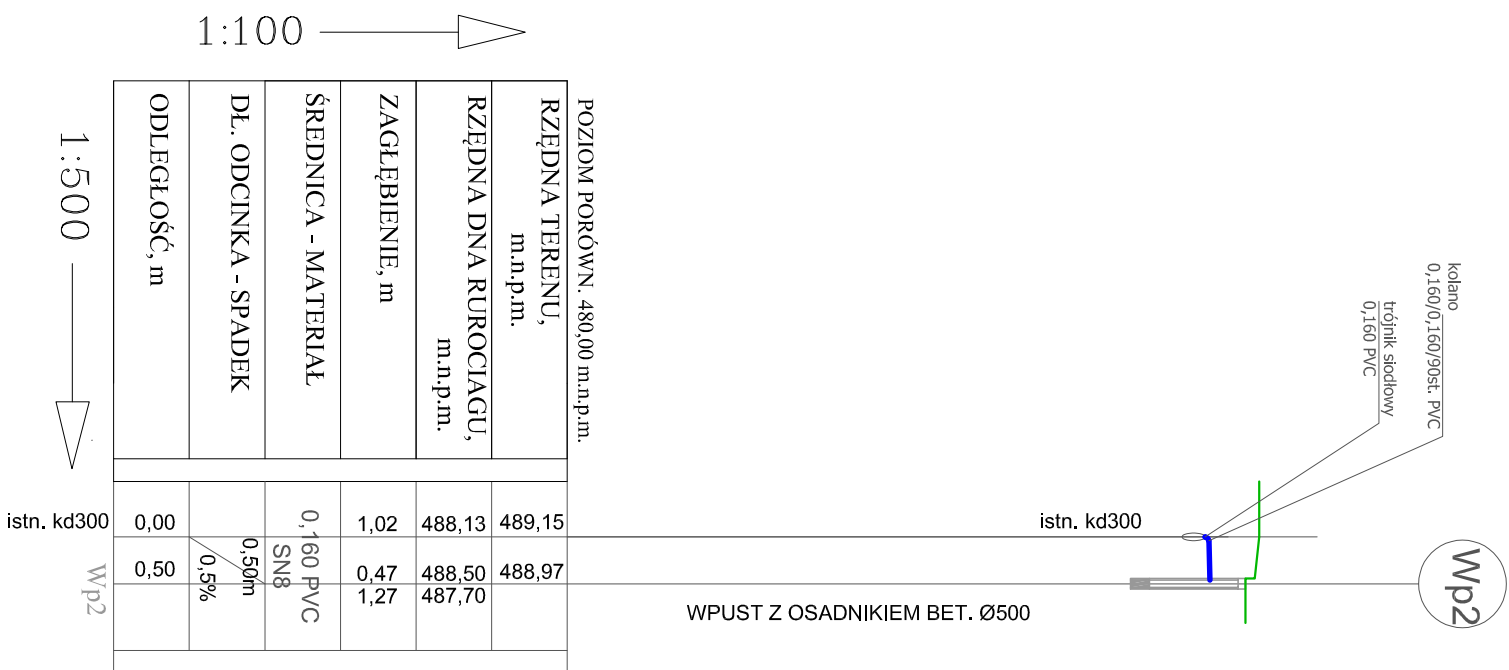 1:100
1:500
POZIOM PORÓWN. 480,00 m.n.p.m.
RZĘDNA TERENU,
m.n.p.m.
RZĘDNA DNA RUROCIAGU,
m.n.p.m.
ZAGŁĘBIENIE, m
ŚREDNICA - MATERIAŁ
DŁ. ODCINKA - SPADEK
ODLEGŁOŚĆ, m
kolano
0,160/0,160/90st. PVC
trójnik siodłowy
0,160 PVC
istn. kd300
0,00
1,02
488,13
489,15
istn. kd300
0,160 PVC
SN8
0,50m
0,5%
0,50
0,47
488,50
488,97
1,27
487,70
Wp2
WPUST Z OSADNIKIEM BET. Ø500
Wp2